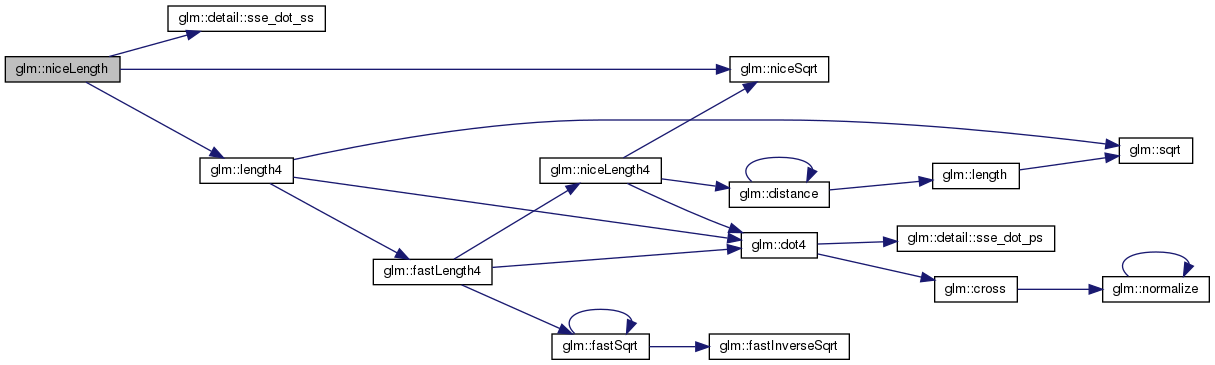 glm::detail::sse_dot_ss
glm::niceLength
glm::niceSqrt
glm::sqrt
glm::length4
glm::niceLength4
glm::length
glm::distance
glm::detail::sse_dot_ps
glm::dot4
glm::fastLength4
glm::cross
glm::normalize
glm::fastSqrt
glm::fastInverseSqrt